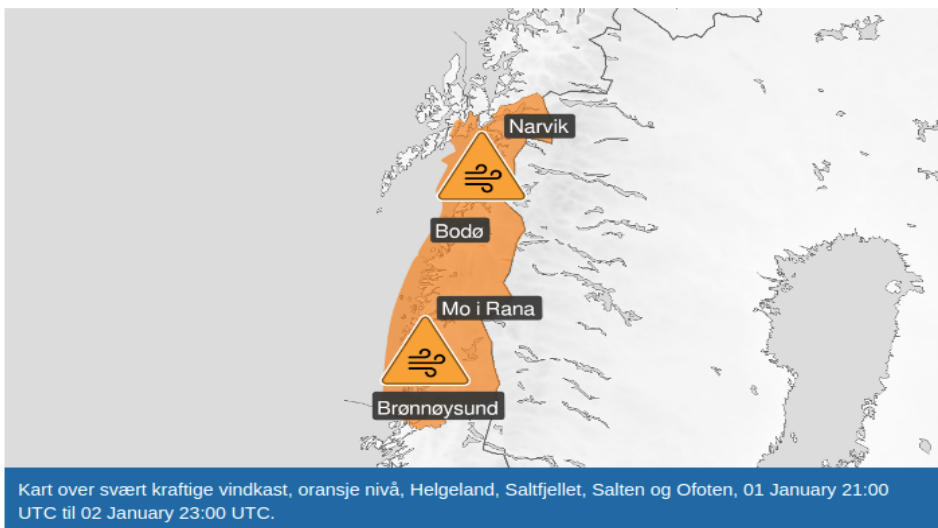 Narvik
Bodø
Mo i Rana
Brønnøysund
Kart over svært kraftige vindkast, oransje nivå, Helgeland, Saltfjellet, Salten og Ofoten, 01 January 21:00
UTC til 02 January 23:00 UTC.